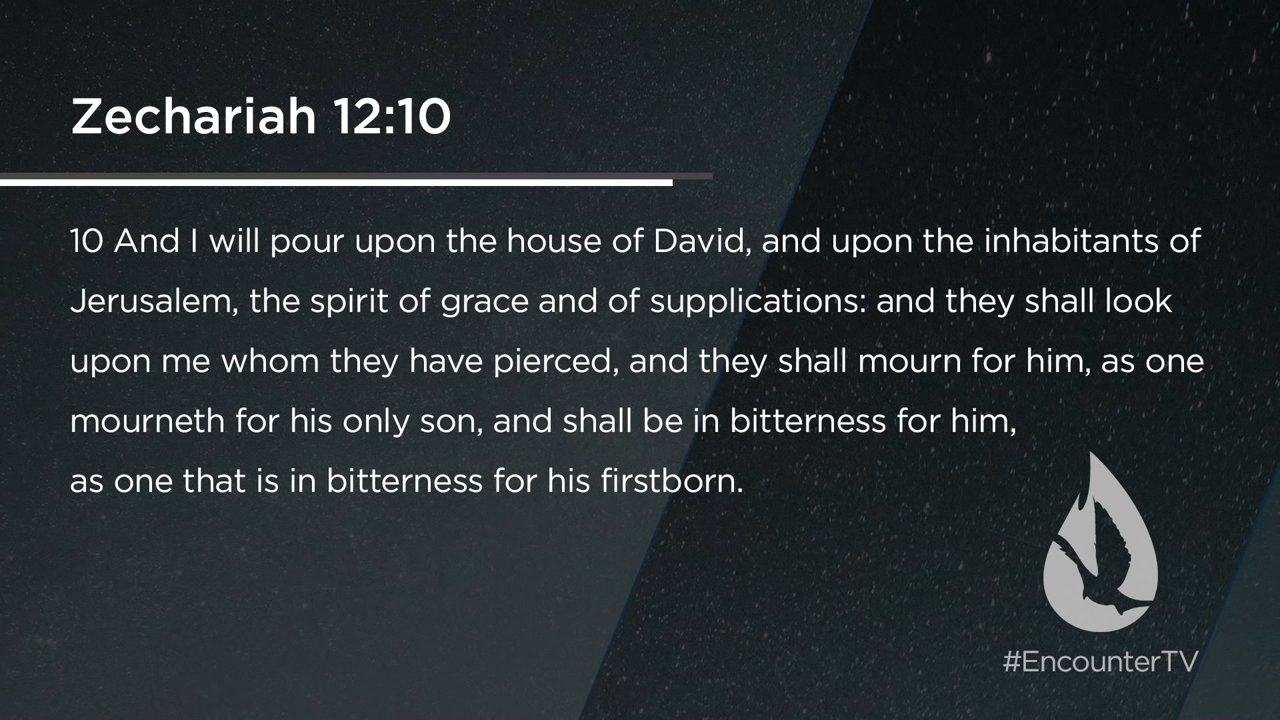 Zechariah 12:10
10 And I will pour upon the house of David, and upon the inhabitants of
Jerusalem, the spirit of grace and of supplications: and they shall look
upon me whom they have pierced, and they shall mourn for him, as one
mourneth for his only son, and shall be in bitterness for him,
as one that is in bitterness for his firstborn.
#EncounterTV